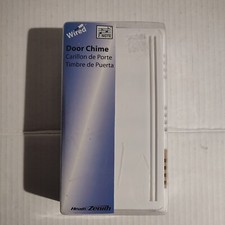 Wired
Door Chime
Carillon de Porte
Timbre de Puerta
Heath Zenith